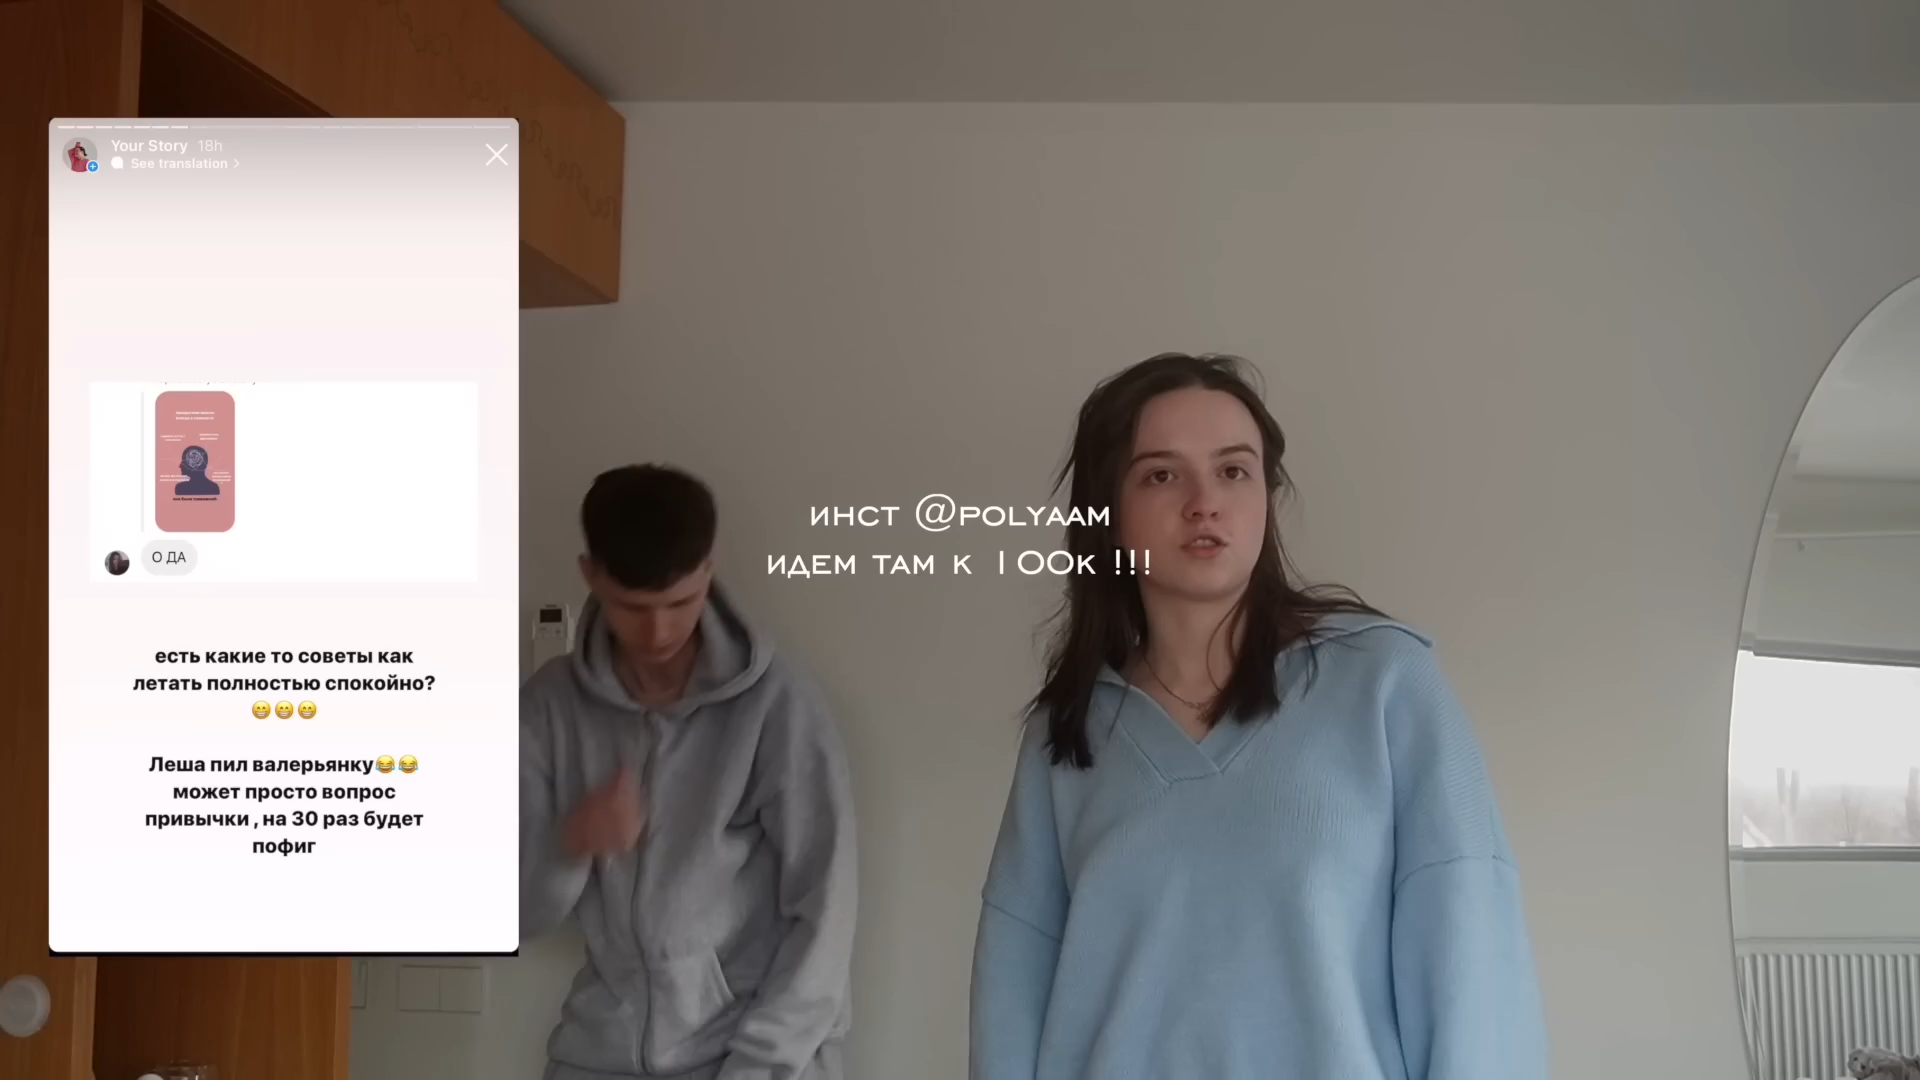 Your Story 18h
See translation
О ДА
есть какие то советы как
летать полностью спокойно?
😁😁😁
Леша пил валерьянку😂😂
может просто вопрос
привычки , на 30 раз будет
пофиг
ИНСТ @POLYAAM
ИДЕМ ТАМ К 100К !!!